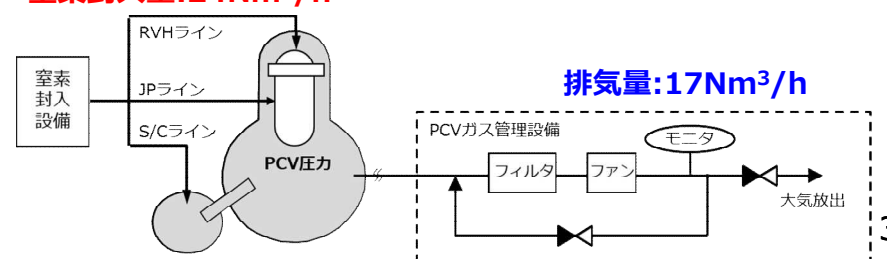 RVHライン
窒素
封入
設備
JPライン
S/Cライン
PCV圧力
排気量:17Nm³/h
PCVガス管理設備
モニタ
フィルタ
ファン
大気放出